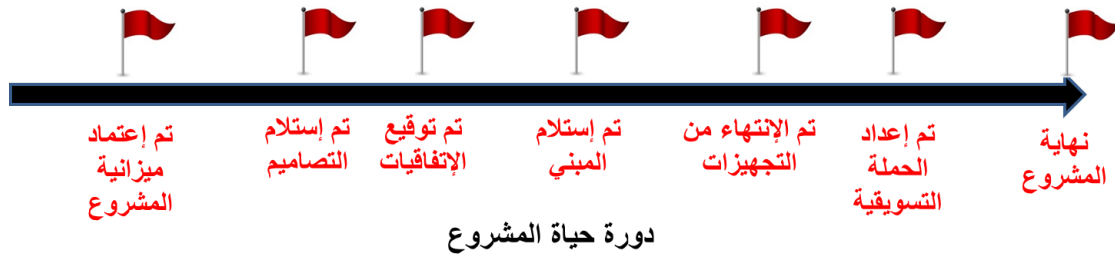 تم إعتماد
ميزانية
المشروع
تم إستلام
التصاميم
تم توقيع
الإتفاقيات
تم إستلام
المبني
تم الإنتهاء من
التجهيزات
تم إعداد
الحملة
التسويقية
نهاية
المشروع
دورة حياة المشروع